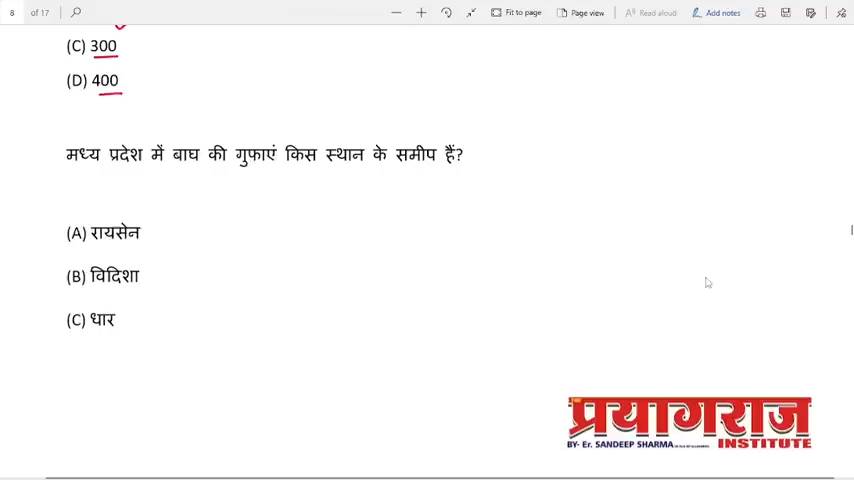 8 of 17 Fit to page Page view Read aloud Add notes
(C) 300
(D) 400
मध्य प्रदेश में बाघ की गुफाएं किस स्थान के समीप हैं?
(A) रायसेन
(B) विदिशा
(C) धार
प्रयागराज
INSTITUTE
BY- Er. SANDEEP SHARMA